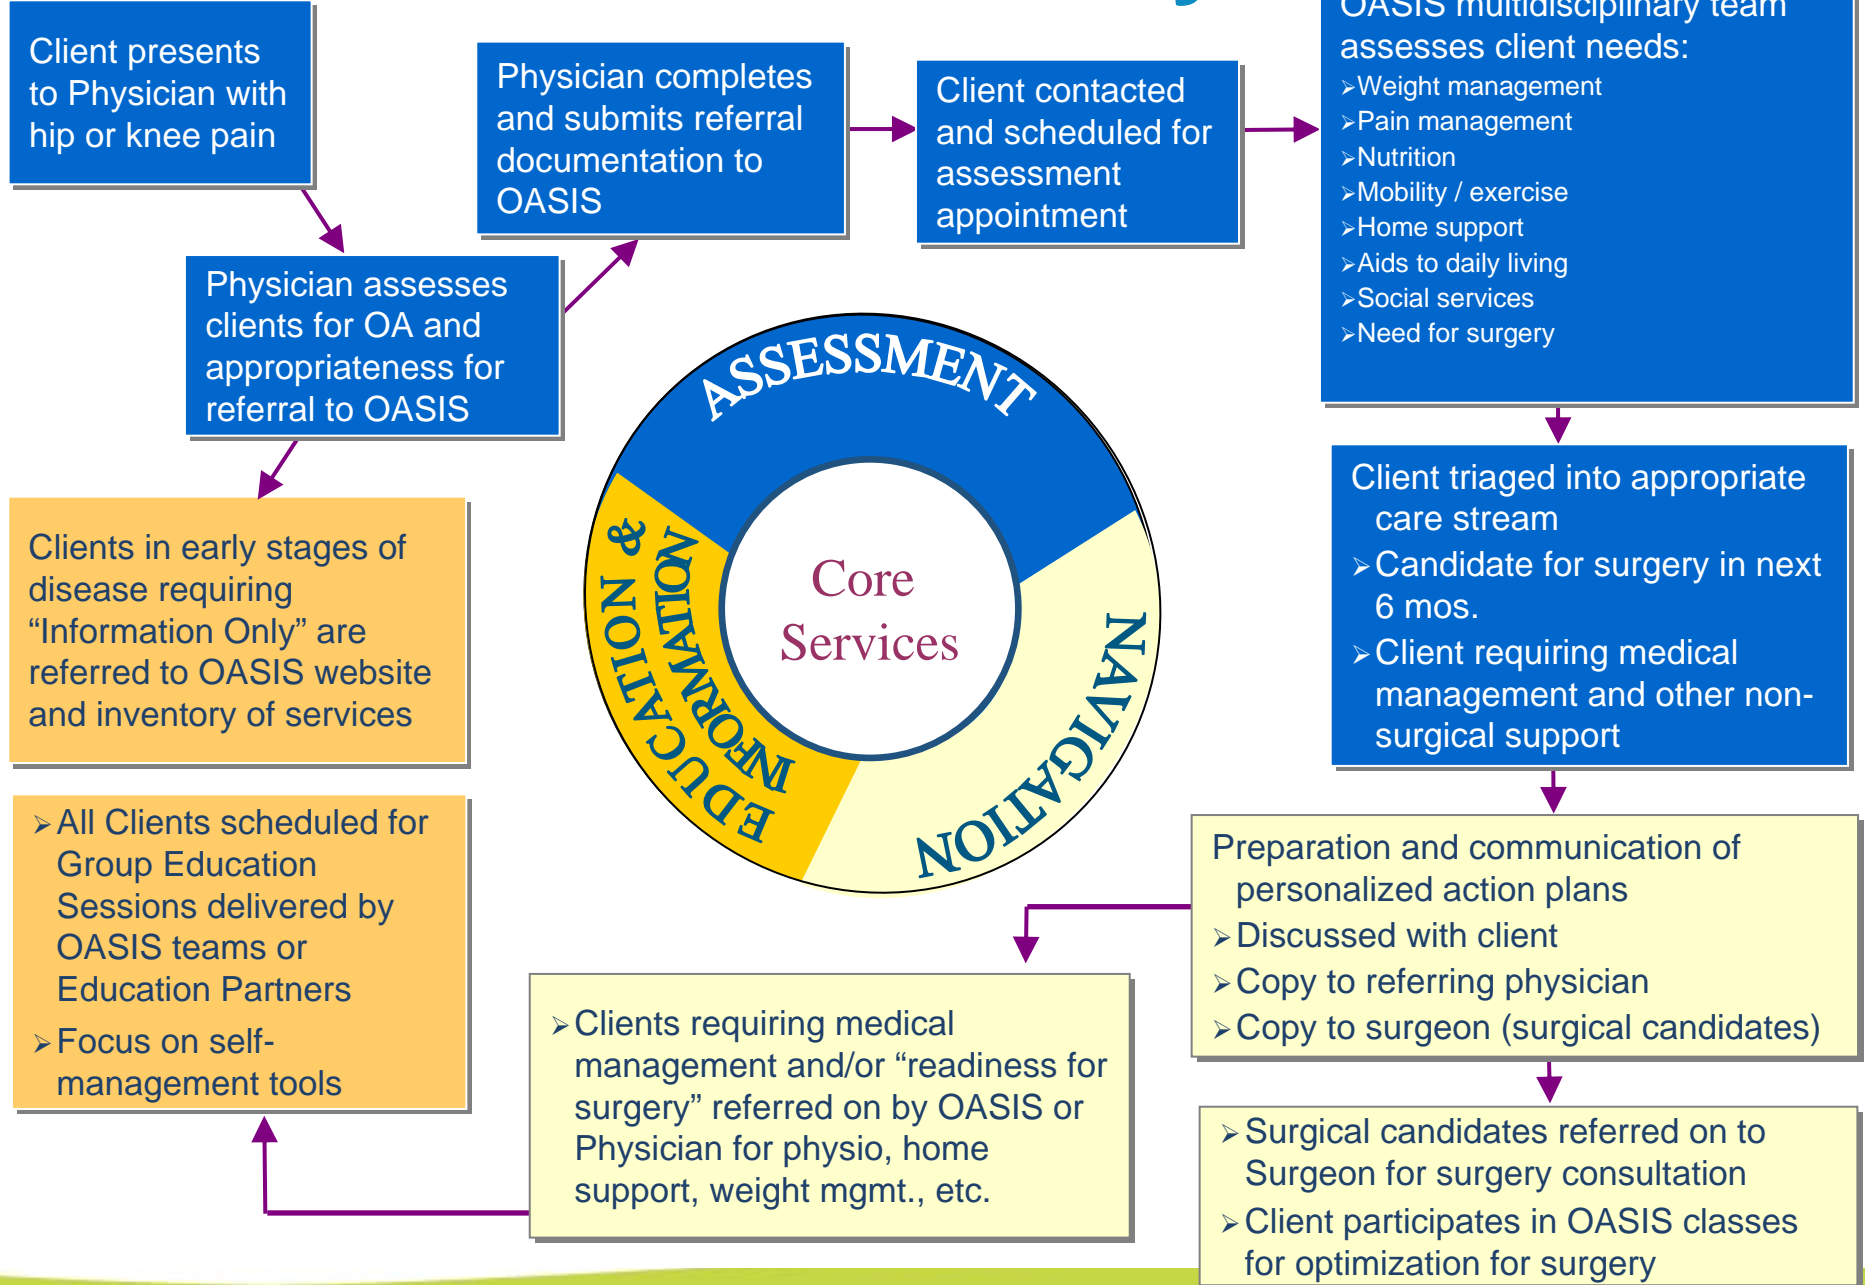 Client presents
to Physician with
hip or knee pain
Physician completes
and submits referral
documentation to
OASIS
Client contacted
and scheduled for
assessment
appointment
OASIS multidisciplinary team
assesses client needs:
➢Weight management
➢Pain management
➢Nutrition
➢Mobility / exercise
➢Home support
➢Aids to daily living
➢Social services
➢Need for surgery
Physician assesses
clients for OA and
appropriateness for
referral to OASIS
ASSESSMENT
NAVIGATION
EDUCATION &
INFORMATION
Core
Services
Clients in early stages of
disease requiring
“Information Only” are
referred to OASIS website
and inventory of services
Client triaged into appropriate
care stream
➢Candidate for surgery in next
6 mos.
➢Client requiring medical
management and other non-
surgical support
➢All Clients scheduled for
Group Education
Sessions delivered by
OASIS teams or
Education Partners
➢Focus on self-
management tools
Preparation and communication of
personalized action plans
➢Discussed with client
➢Copy to referring physician
➢Copy to surgeon (surgical candidates)
➢Clients requiring medical
management and/or “readiness for
surgery” referred on by OASIS or
Physician for physio, home
support, weight mgmt., etc.
➢Surgical candidates referred on to
Surgeon for surgery consultation
➢Client participates in OASIS classes
for optimization for surgery